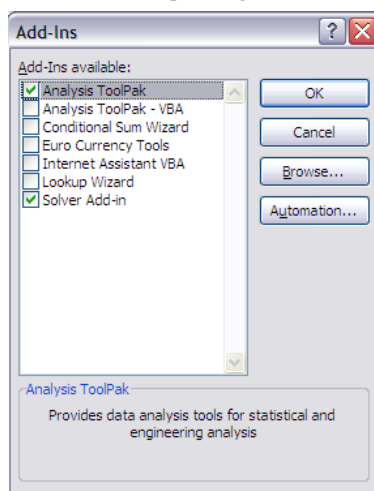 Add-Ins
Add-Ins available:
Analysis ToolPak
Analysis ToolPak - VBA
Conditional Sum Wizard
Euro Currency Tools
Internet Assistant VBA
Lookup Wizard
Solver Add-in
OK
Cancel
Browse...
Automation...
Analysis ToolPak
Provides data analysis tools for statistical and
engineering analysis